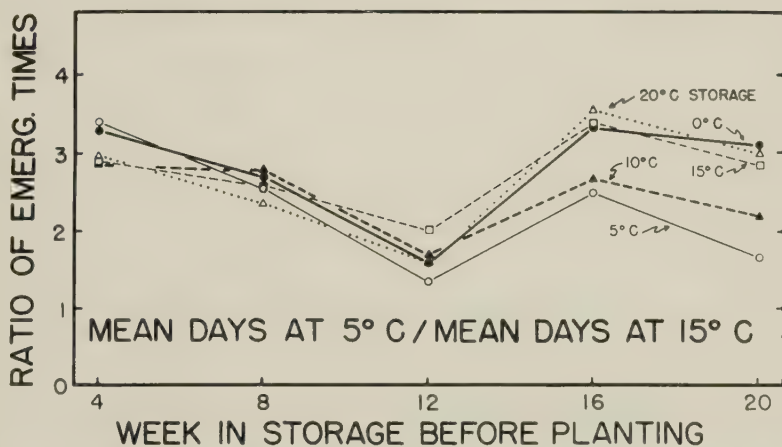 RATIO OF EMERG. TIMES
4
3
2
1
0
20°C STORAGE
0°C
15°C
10°C
5°C
MEAN DAYS AT 5°C/MEAN DAYS AT 15°C
4 8 12 16 20
WEEK IN STORAGE BEFORE PLANTING